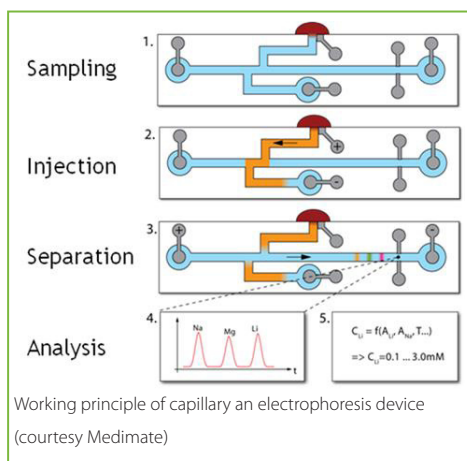 Sampling
1.
Injection
2.
+
-
Separation
3.
+
-
-
Analysis
4.
Na
Mg
Li
t
5.
C_Li = f(A_Li, A_Na, T...)
=> C_Li=0.1 ... 3.0mM
Working principle of capillary an electrophoresis device
(courtesy Medimate)